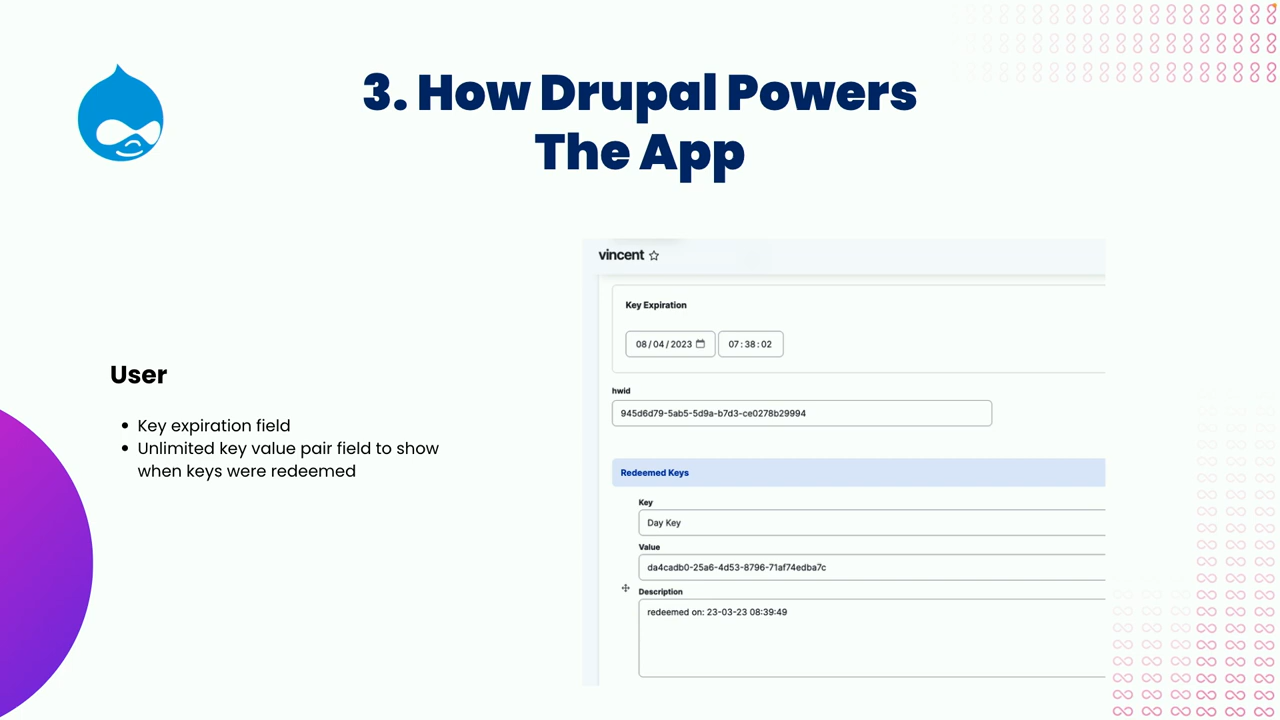 3. How Drupal Powers
The App
User
Key expiration field
Unlimited key value pair field to show
when keys were redeemed
vincent
Key Expiration
08/04/2023
07:38:02
hwid
945d6d79-5ab5-5d9a-b7d3-ce0278b29994
Redeemed Keys
Key
Day Key
Value
da4cadb0-25a6-4d53-8796-71af74edba7c
Description
redeemed on: 23-03-23 08:39:49